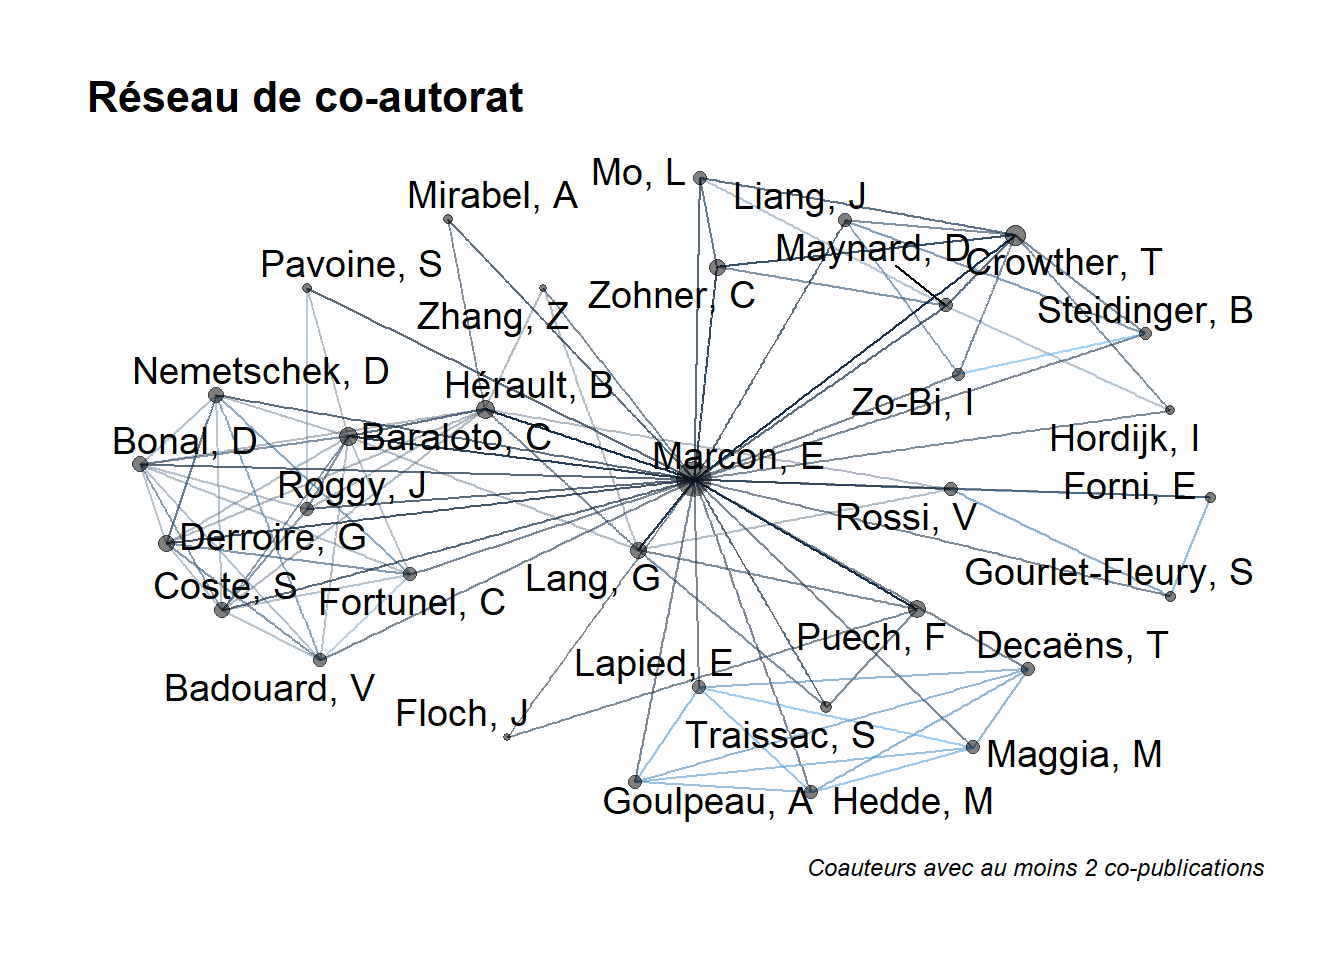 Réseau de co-autorat
Mo, L
Mirabel, A
Liang, J
Maynard, D
Crowther, T
Pavoine, S
Zohner, C
Steidinger, B
Zhang, Z
Nemetschek, D
Hérault, B
Zo-Bi, I
Bonal, D
Baraloto, C
Hordijk, I
Marcon, E
Roggy, J
Forni, E
Rossi, V
Derroire, G
Lang, G
Gourlet-Fleury, S
Coste, S
Fortunel, C
Puech, F
Decaëns, T
Lapied, E
Badouard, V
Floch, J
Traissac, S
Maggia, M
Goulpeau, A
Hedde, M
Coauteurs avec au moins 2 co-publications